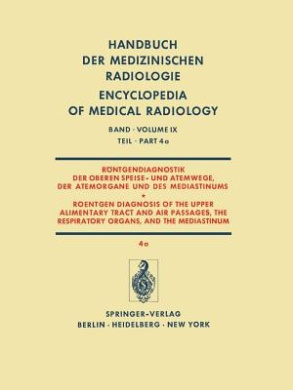 HANDBUCH
DER MEDIZINISCHEN
RADIOLOGIE
ENCYCLOPEDIA
OF MEDICAL RADIOLOGY
BAND · VOLUME IX
TEIL · PART 4a
RÖNTGENDIAGNOSTIK
DER OBEREN SPEISE- UND ATEMWEGE,
DER ATEMORGANE UND DES MEDIASTINUMS
ROENTGEN DIAGNOSIS OF THE UPPER
ALIMENTARY TRACT AND AIR PASSAGES, THE
RESPIRATORY ORGANS, AND THE MEDIASTINUM
4a
SPRINGER-VERLAG
BERLIN · HEIDELBERG · NEW YORK